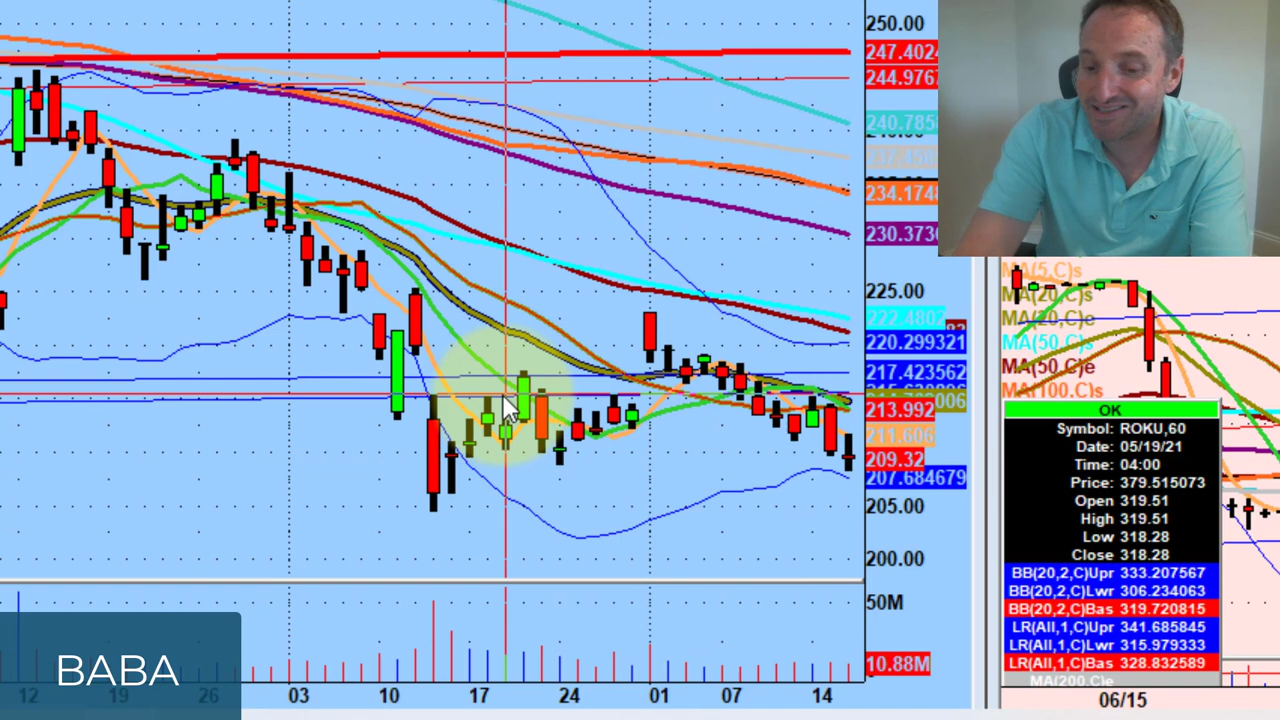 250.00
247.402
244.976
240.785
234.1748
230.373
225.00
222.4802
220.299321
217.423562
213.992
211.606
209.32
207.684679
205.00
200.00
50M
10.88M
12 19 26 03 10 17 24 01 07 14
BABA
MA(5,C)s
MA(20,C)s
MA(20,C)e
MA(50,C)s
MA(50,C)e
MA(100,C)s
OK
Symbol: ROKU,60
Date: 05/19/21
Time: 04:00
Price: 379.515073
Open 319.51
High 319.51
Low 318.28
Close 318.28
BB(20,2,C)Upr 333.207567
BB(20,2,C)Lwr 306.234063
BB(20,2,C)Bas 319.720815
LR(All,1,C)Upr 341.685845
LR(All,1,C)Lwr 315.979333
LR(All,1,C)Bas 328.832589
MA(200,C)e
06/15